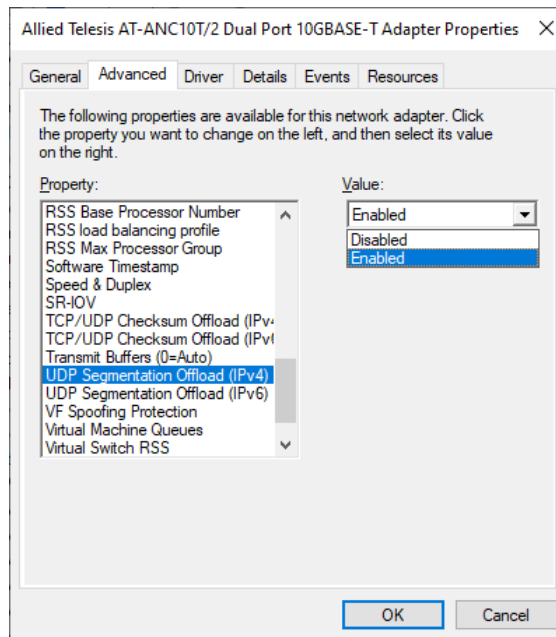 Allied Telesis AT-ANC10T/2 Dual Port 10GBASE-T Adapter Properties
General Advanced Driver Details Events Resources
The following properties are available for this network adapter. Click
the property you want to change on the left, and then select its value
on the right.
Property:
Value:
RSS Base Processor Number
RSS load balancing profile
RSS Max Processor Group
Software Timestamp
Speed & Duplex
SR-IOV
TCP/UDP Checksum Offload (IPv4
TCP/UDP Checksum Offload (IPv6
Transmit Buffers (0=Auto)
UDP Segmentation Offload (IPv4)
UDP Segmentation Offload (IPv6)
VF Spoofing Protection
Virtual Machine Queues
Virtual Switch RSS
Enabled
Disabled
Enabled
OK Cancel